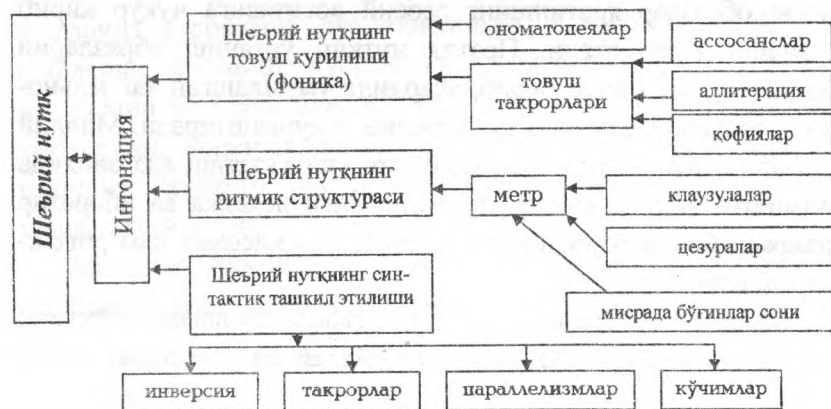 Шеърий нутқ
Интонация
Шеърий нутқнинг
товуш қурилиши
(фоника)
ономатопеялар
товуш
такрорлари
ассосанслар
аллитерация
қофиялар
Шеърий нутқнинг
ритмик структураси
метр
клаузулалар
цезуралар
Шеърий нутқнинг син-
тактик ташкил этилиши
мисрада бўғинлар сони
инверсия
такрорлар
параллелизмлар
кўчимлар